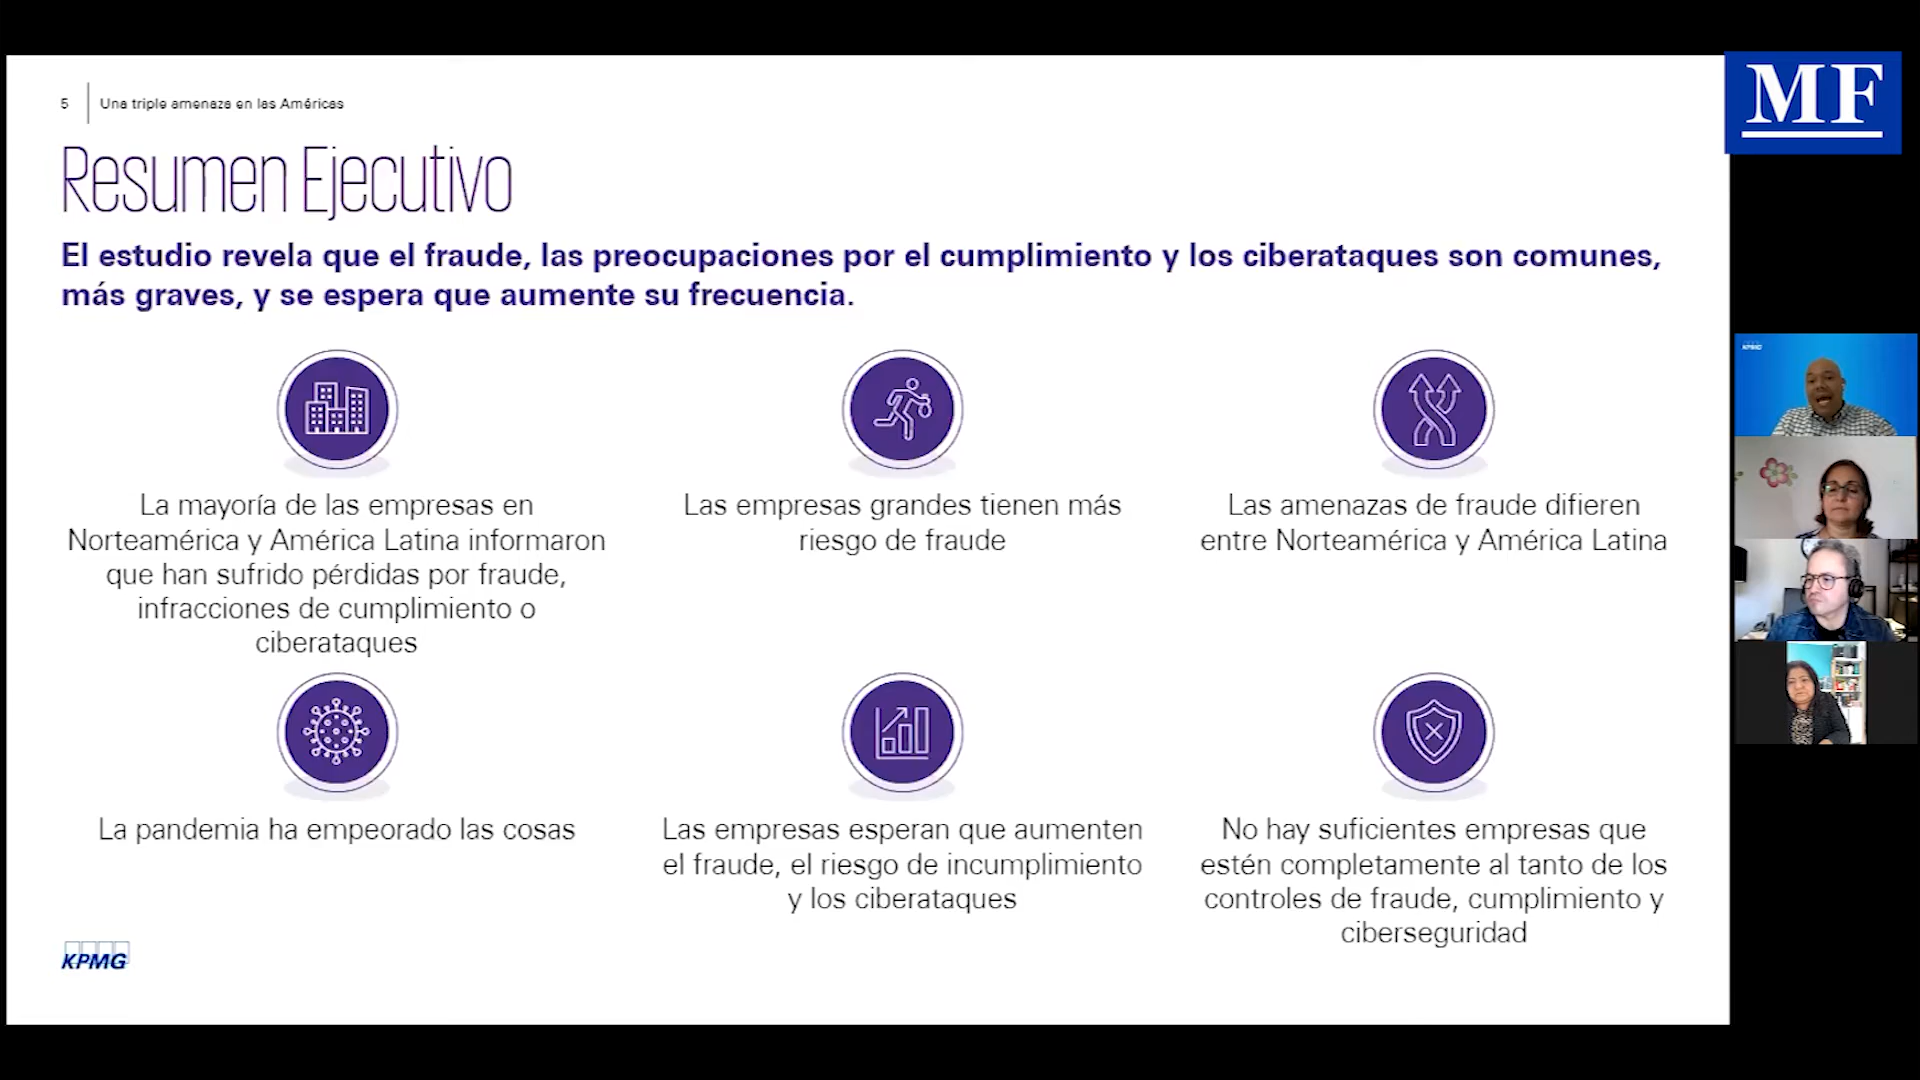 5 Una triple amenaza en las Américas
MF
Resumen Ejecutivo
El estudio revela que el fraude, las preocupaciones por el cumplimiento y los ciberataques son comunes,
más graves, y se espera que aumente su frecuencia.
La mayoría de las empresas en
Norteamérica y América Latina informaron
que han sufrido pérdidas por fraude,
infracciones de cumplimiento o
ciberataques
Las empresas grandes tienen más
riesgo de fraude
Las amenazas de fraude difieren
entre Norteamérica y América Latina
La pandemia ha empeorado las cosas
Las empresas esperan que aumenten
el fraude, el riesgo de incumplimiento
y los ciberataques
No hay suficientes empresas que
estén completamente al tanto de los
controles de fraude, cumplimiento y
ciberseguridad
KPMG
KPMG